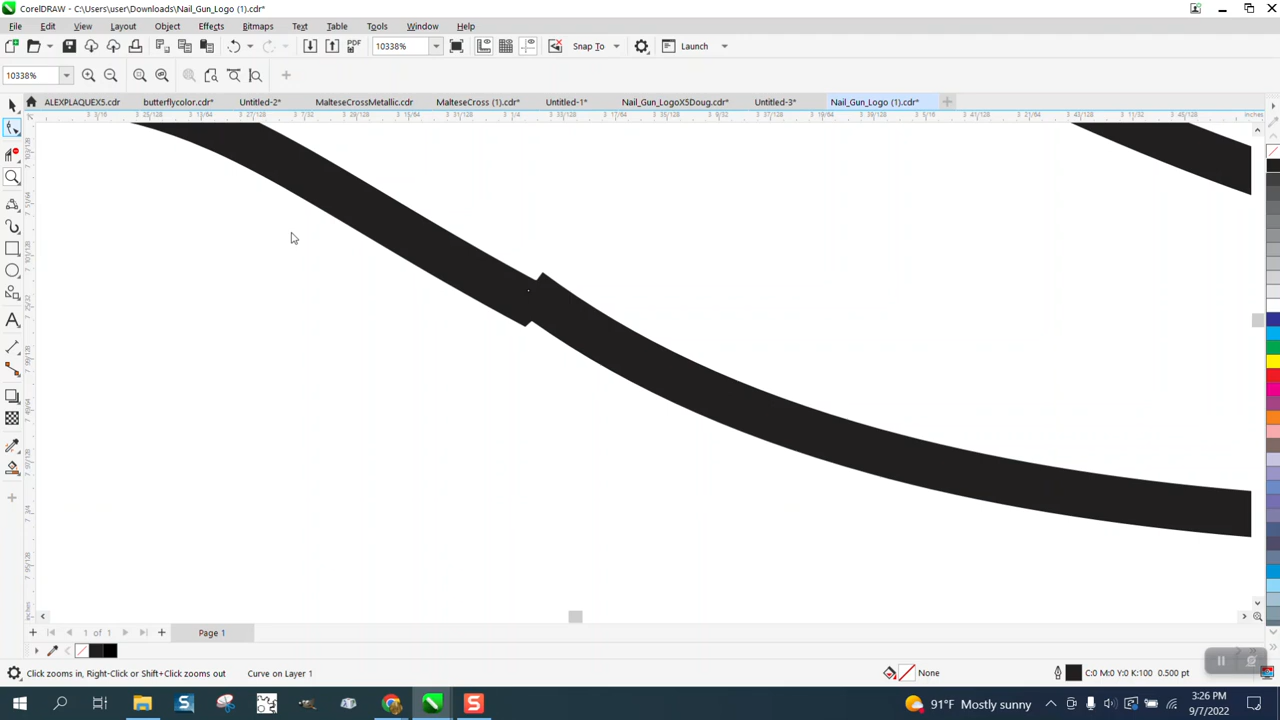 CorelDRAW - C:\Users\user\Downloads\Nail_Gun_Logo (1).cdr*
File Edit View Layout Object Effects Bitmaps Text Table Tools Window Help
PDF 10338% Snap To Launch
10338%
ALEXPLAQUEX5.cdr butterflycolor.cdr* Untitled-2* MalteseCrossMetallic.cdr MalteseCross (1).cdr* Untitled-1* Nail_Gun_LogoX5Doug.cdr* Untitled-3* Nail_Gun_Logo (1).cdr*
inches
1 of 1 Page 1
Click zooms in, Right-Click or Shift+Click zooms out Curve on Layer 1 None C:0 M:0 Y:0 K:100 0.500 pt
91°F Mostly sunny 3:26 PM
9/7/2022